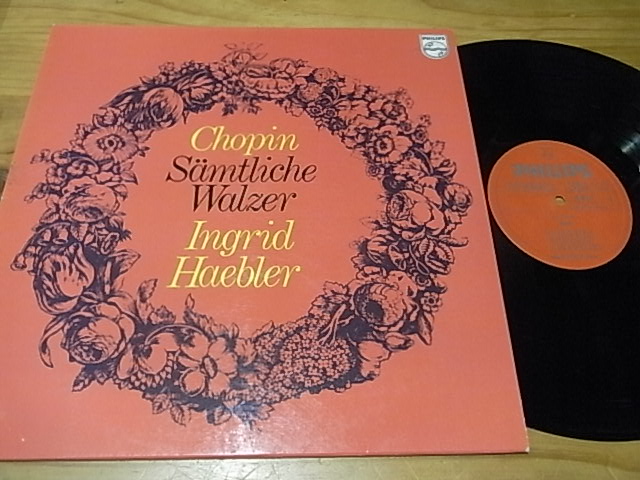 PHILIPS
Chopin
Sämtliche
Walzer
Ingrid
Haebler
PHILIPS